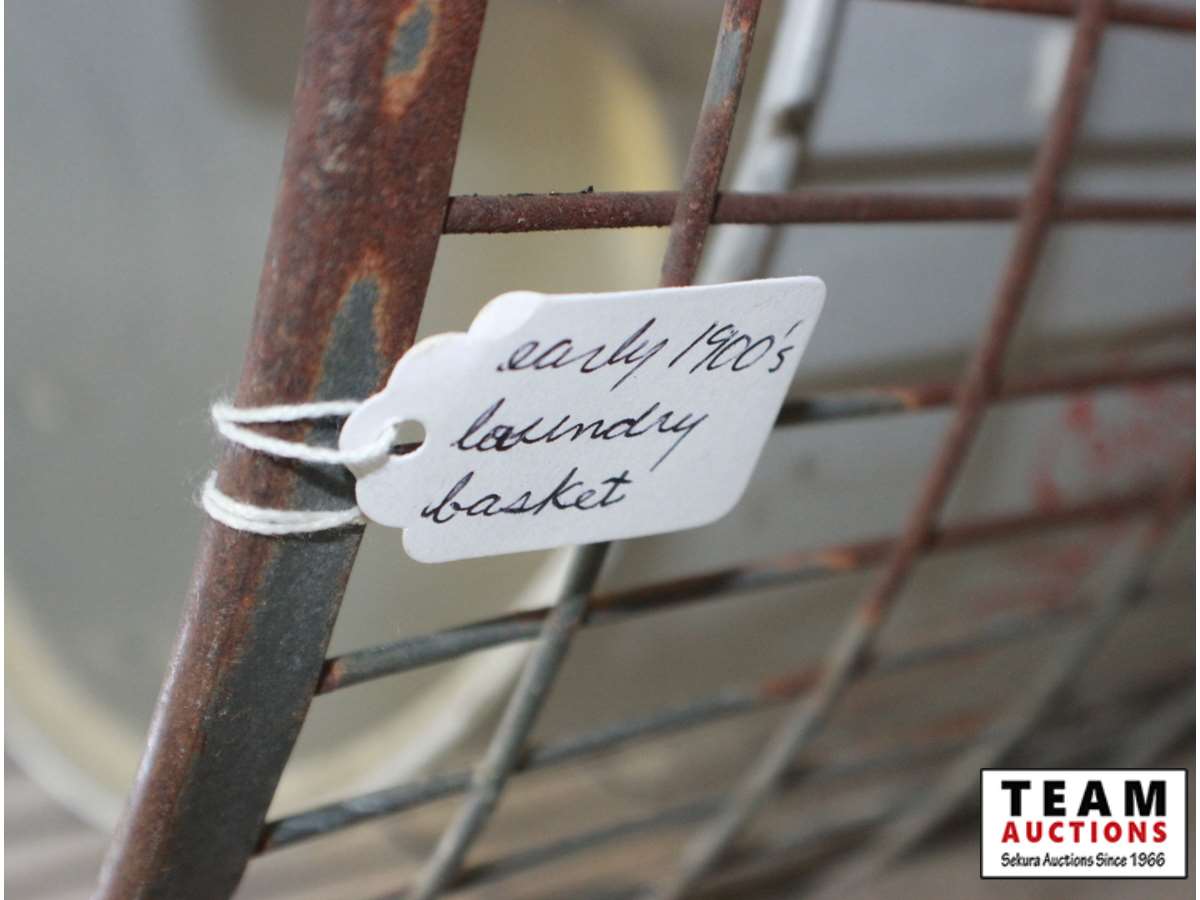 early 1900's
laundry
basket
TEAM
AUCTIONS
Sekura Auctions Since 1966